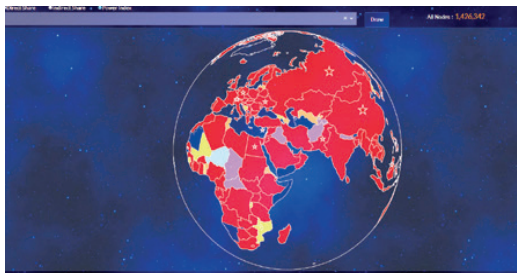 Direct Share Indirect Share Power Index
Draw All Nodes : 1,426,342